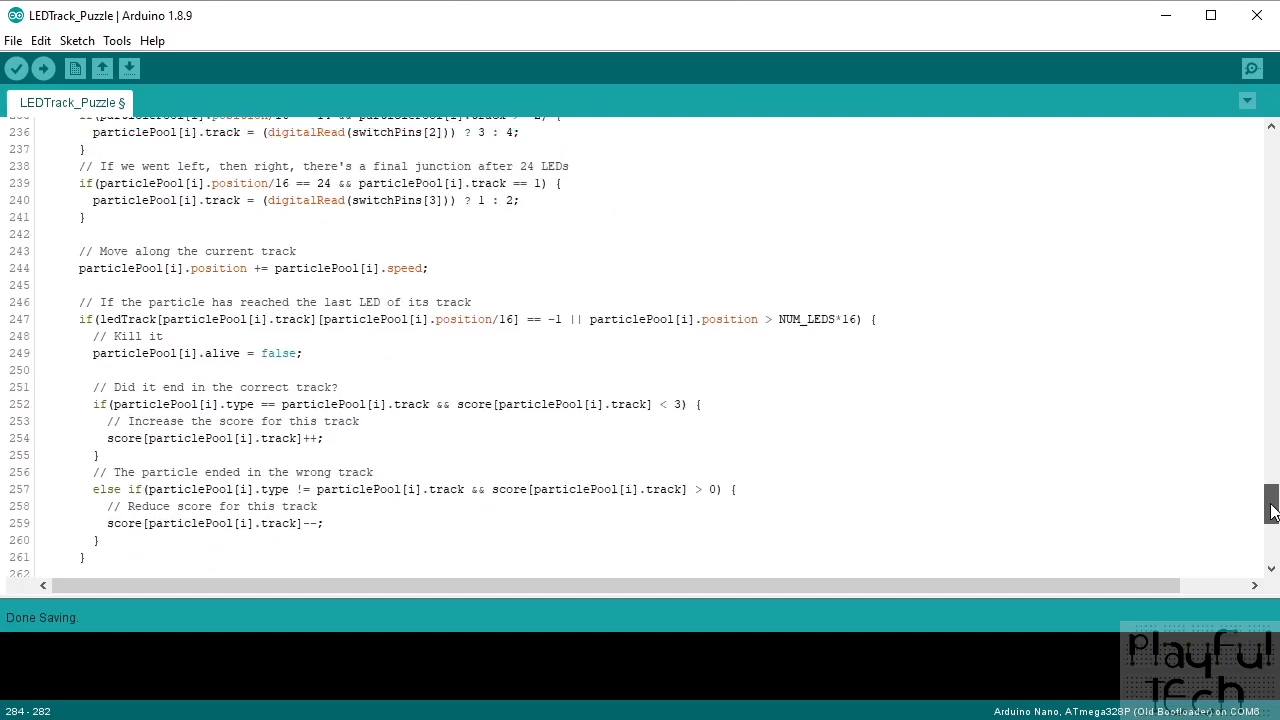 LEDTrack_Puzzle | Arduino 1.8.9
File Edit Sketch Tools Help
LEDTrack_Puzzle §
236 particlePool[i].track = (digitalRead(switchPins[2])) ? 3 : 4;
237 }
238 // If we went left, then right, there's a final junction after 24 LEDs
239 if(particlePool[i].position/16 == 24 && particlePool[i].track == 1) {
240 particlePool[i].track = (digitalRead(switchPins[3])) ? 1 : 2;
241 }
242
243 // Move along the current track
244 particlePool[i].position += particlePool[i].speed;
245
246 // If the particle has reached the last LED of its track
247 if(ledTrack[particlePool[i].track][particlePool[i].position/16] == -1 || particlePool[i].position > NUM_LEDS*16) {
248 // Kill it
249 particlePool[i].alive = false;
250
251 // Did it end in the correct track?
252 if(particlePool[i].type == particlePool[i].track && score[particlePool[i].track] < 3) {
253 // Increase the score for this track
254 score[particlePool[i].track]++;
255 }
256 // The particle ended in the wrong track
257 else if(particlePool[i].type != particlePool[i].track && score[particlePool[i].track] > 0) {
258 // Reduce score for this track
259 score[particlePool[i].track]--;
260 }
261 }
262
Done Saving.
Playful
Tech
284 - 282
Arduino Nano, ATmega328P (Old Bootloader) on COM6